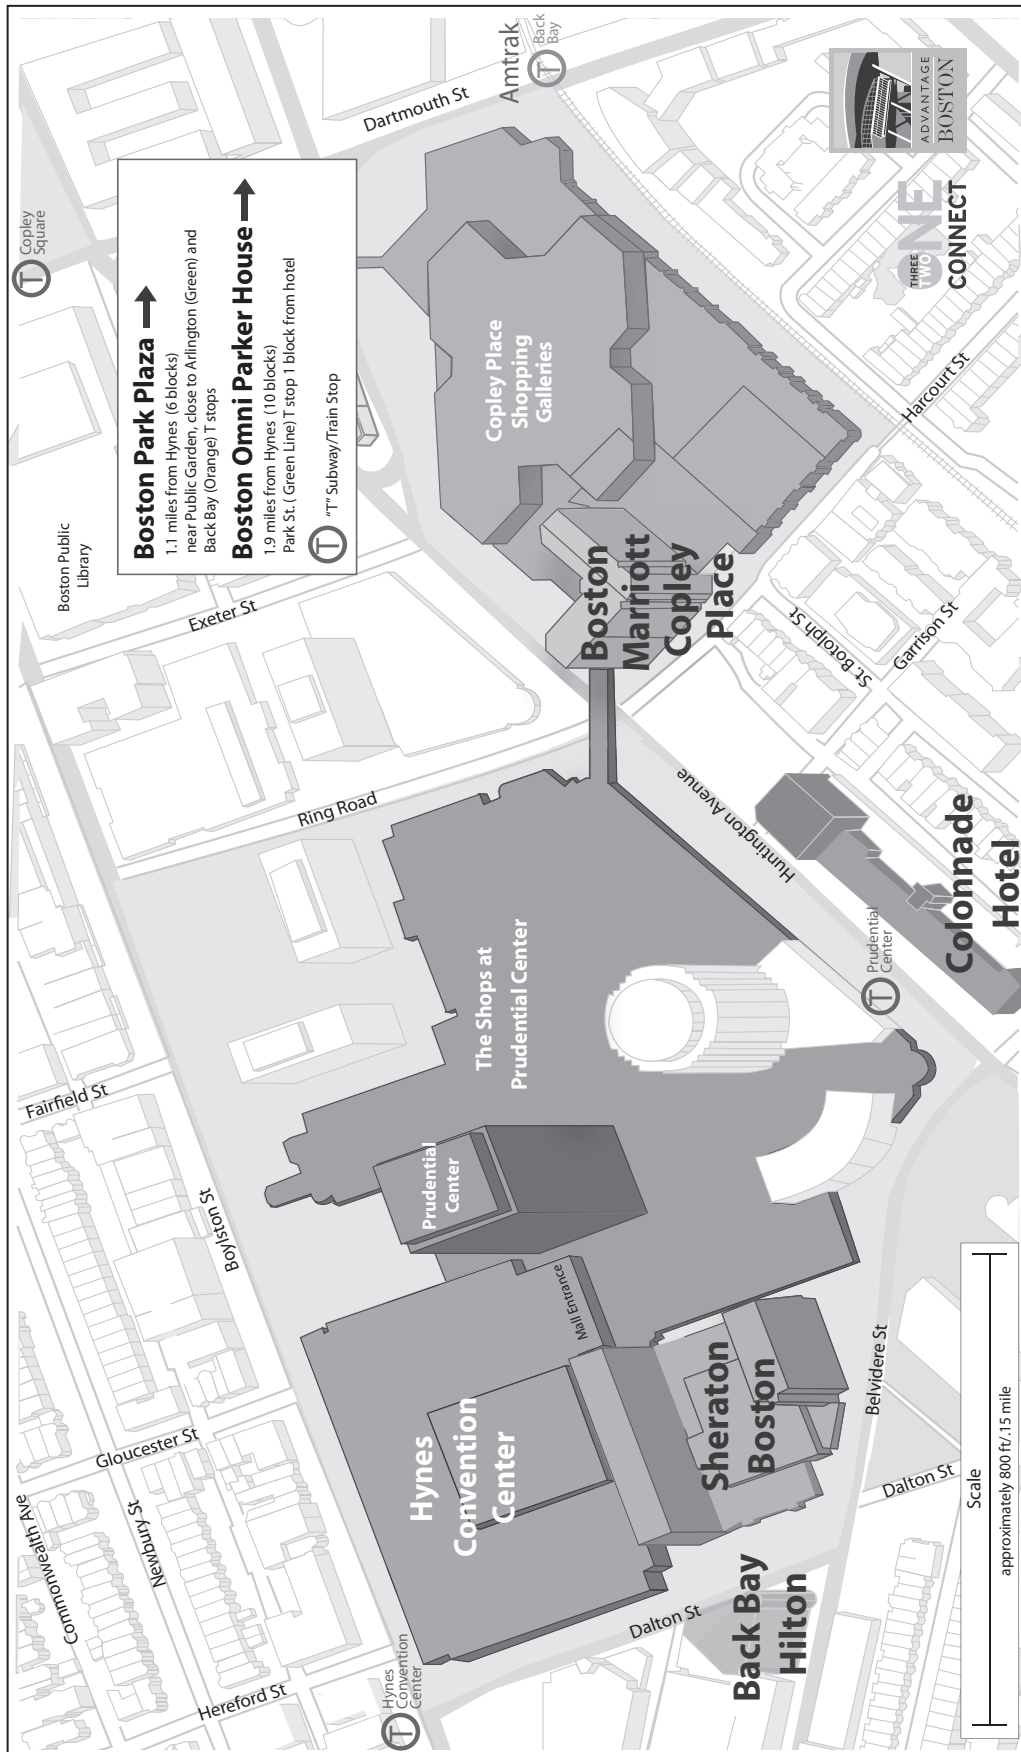 Copley
Square
Amtrak
Back
Bay
Dartmouth St
Boston Park Plaza
1.1 miles from Hynes (6 blocks)
near Public Garden, close to Arlington (Green) and
Back Bay (Orange) T stops
Boston Omni Parker House
1.9 miles from Hynes (10 blocks)
Park St. ( Green Line) T stop 1 block from hotel
T "T" Subway/Train Stop
T
T
ADVANTAGE
BOSTON
THREE
TWO
ONE
CONNECT
Boston Public
Library
Exeter St
Copley Place
Shopping
Galleries
Harcourt St
Boston
Marriott
Copley
Place
St. Botolph St
Garrison St
Ring Road
Huntington Avenue
Colonnade
Hotel
T
Prudential
Center
The Shops at
Prudential Center
Fairfield St
Boylston St
Prudential
Center
Mall Entrance
Hynes
Convention
Center
Sheraton
Boston
Belvidere St
Dalton St
Gloucester St
Newbury St
Commonwealth Ave
Hereford St
T
Hynes
Convention
Center
Dalton St
Back Bay
Hilton
Scale
approximately 800 ft/.15 mile